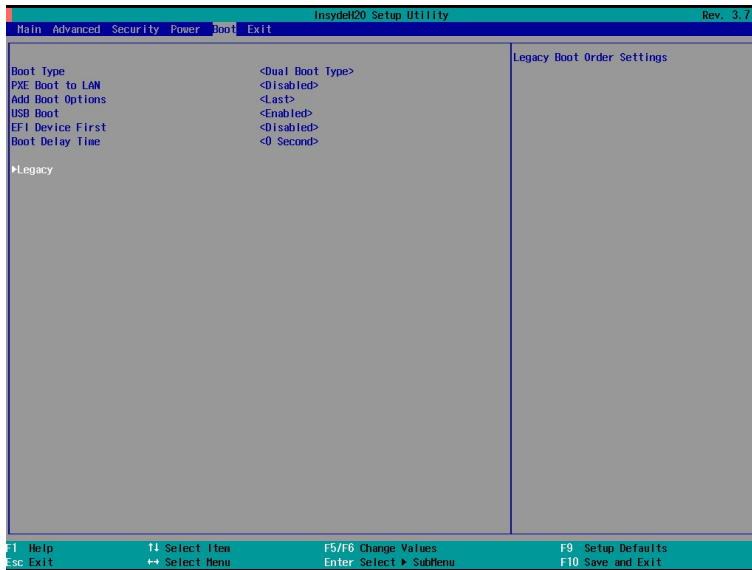 InsydeH20 Setup Utility Rev. 3.7
Main Advanced Security Power Boot Exit
Legacy Boot Order Settings
Boot Type <Dual Boot Type>
PXE Boot to LAN <Disabled>
Add Boot Options <Last>
USB Boot <Enabled>
EFI Device First <Disabled>
Boot Delay Time <0 Second>
▶Legacy
F1 Help ↑↓ Select Item F5/F6 Change Values F9 Setup Defaults
Esc Exit ↔ Select Menu Enter Select ▶ SubMenu F10 Save and Exit